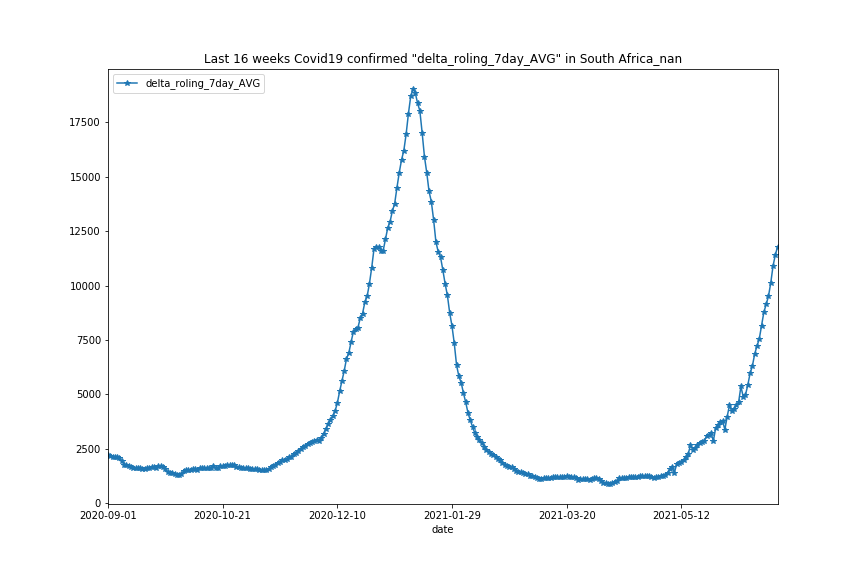 Last 16 weeks Covid19 confirmed "delta_roling_7day_AVG" in South Africa_nan
delta_roling_7day_AVG
17500
15000
12500
10000
7500
5000
2500
0
2020-09-01 2020-10-21 2020-12-10 2021-01-29 2021-03-20 2021-05-12
date